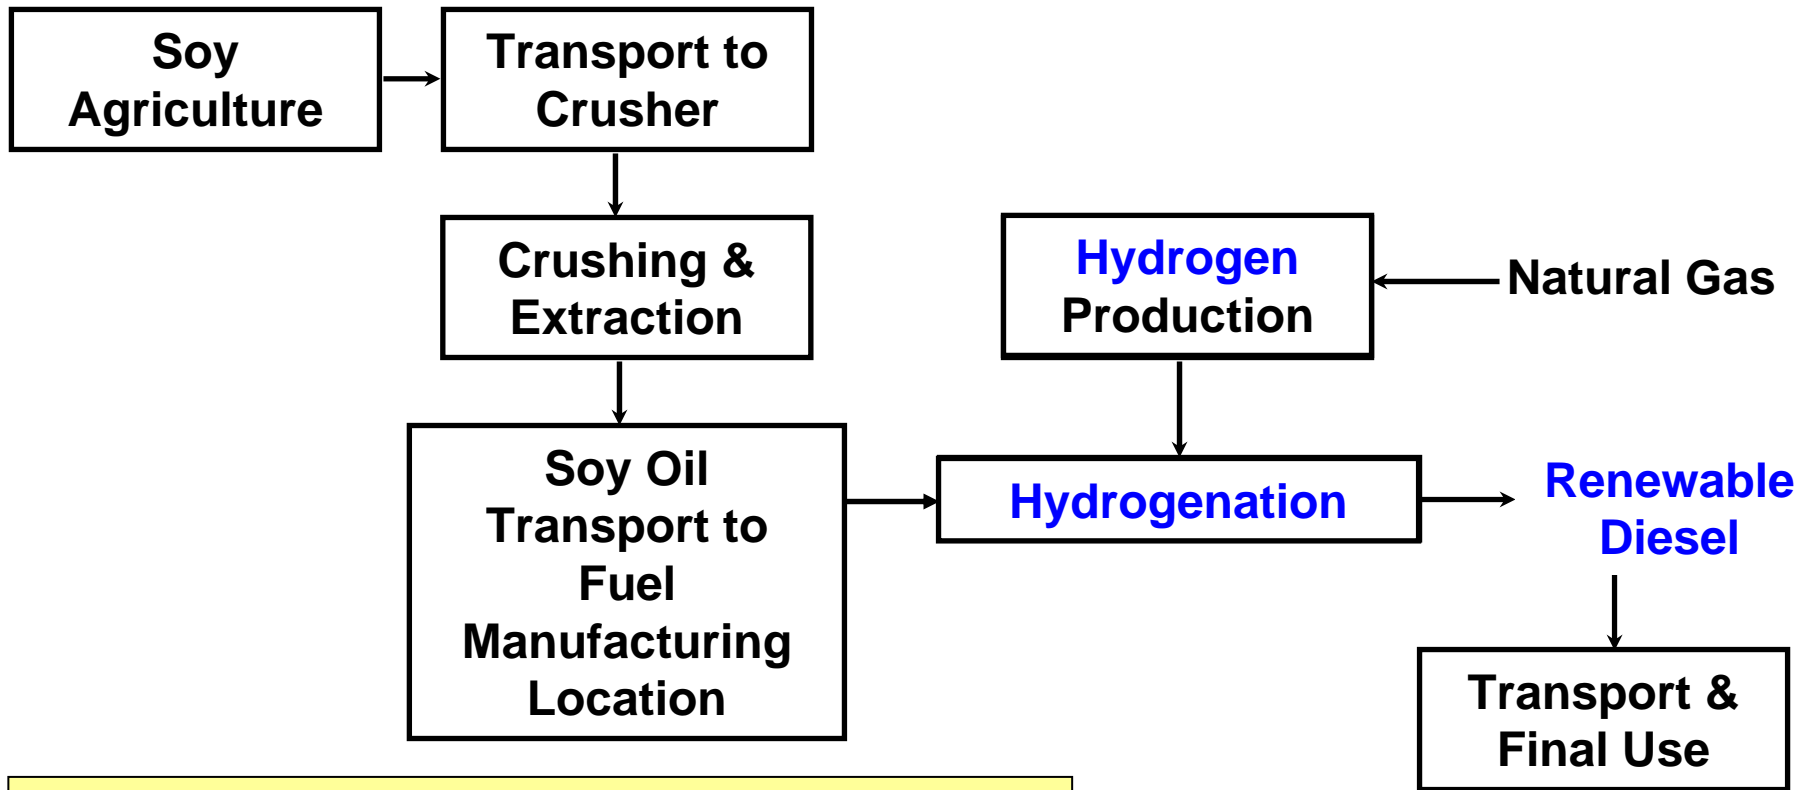 Soy
Agriculture
Transport to
Crusher
Crushing &
Extraction
Hydrogen
Production
Natural Gas
Soy Oil
Transport to
Fuel
Manufacturing
Location
Hydrogenation
Renewable
Diesel
Transport &
Final Use